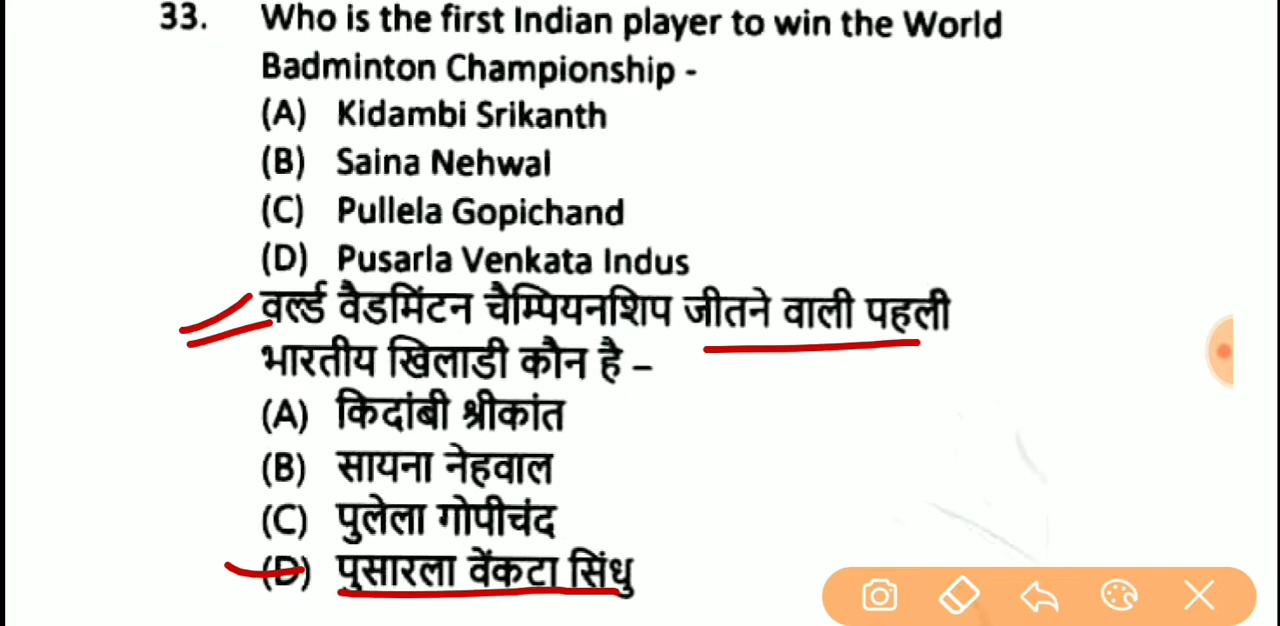 33. Who is the first Indian player to win the World
Badminton Championship -
(A) Kidambi Srikanth
(B) Saina Nehwal
(C) Pullela Gopichand
(D) Pusarla Venkata Indus
वर्ल्ड वैडमिंटन चैम्पियनशिप जीतने वाली पहली
भारतीय खिलाडी कौन है –
(A) किदांबी श्रीकांत
(B) सायना नेहवाल
(C) पुलेला गोपीचंद
(D) पुसारला वेंकटा सिंधु